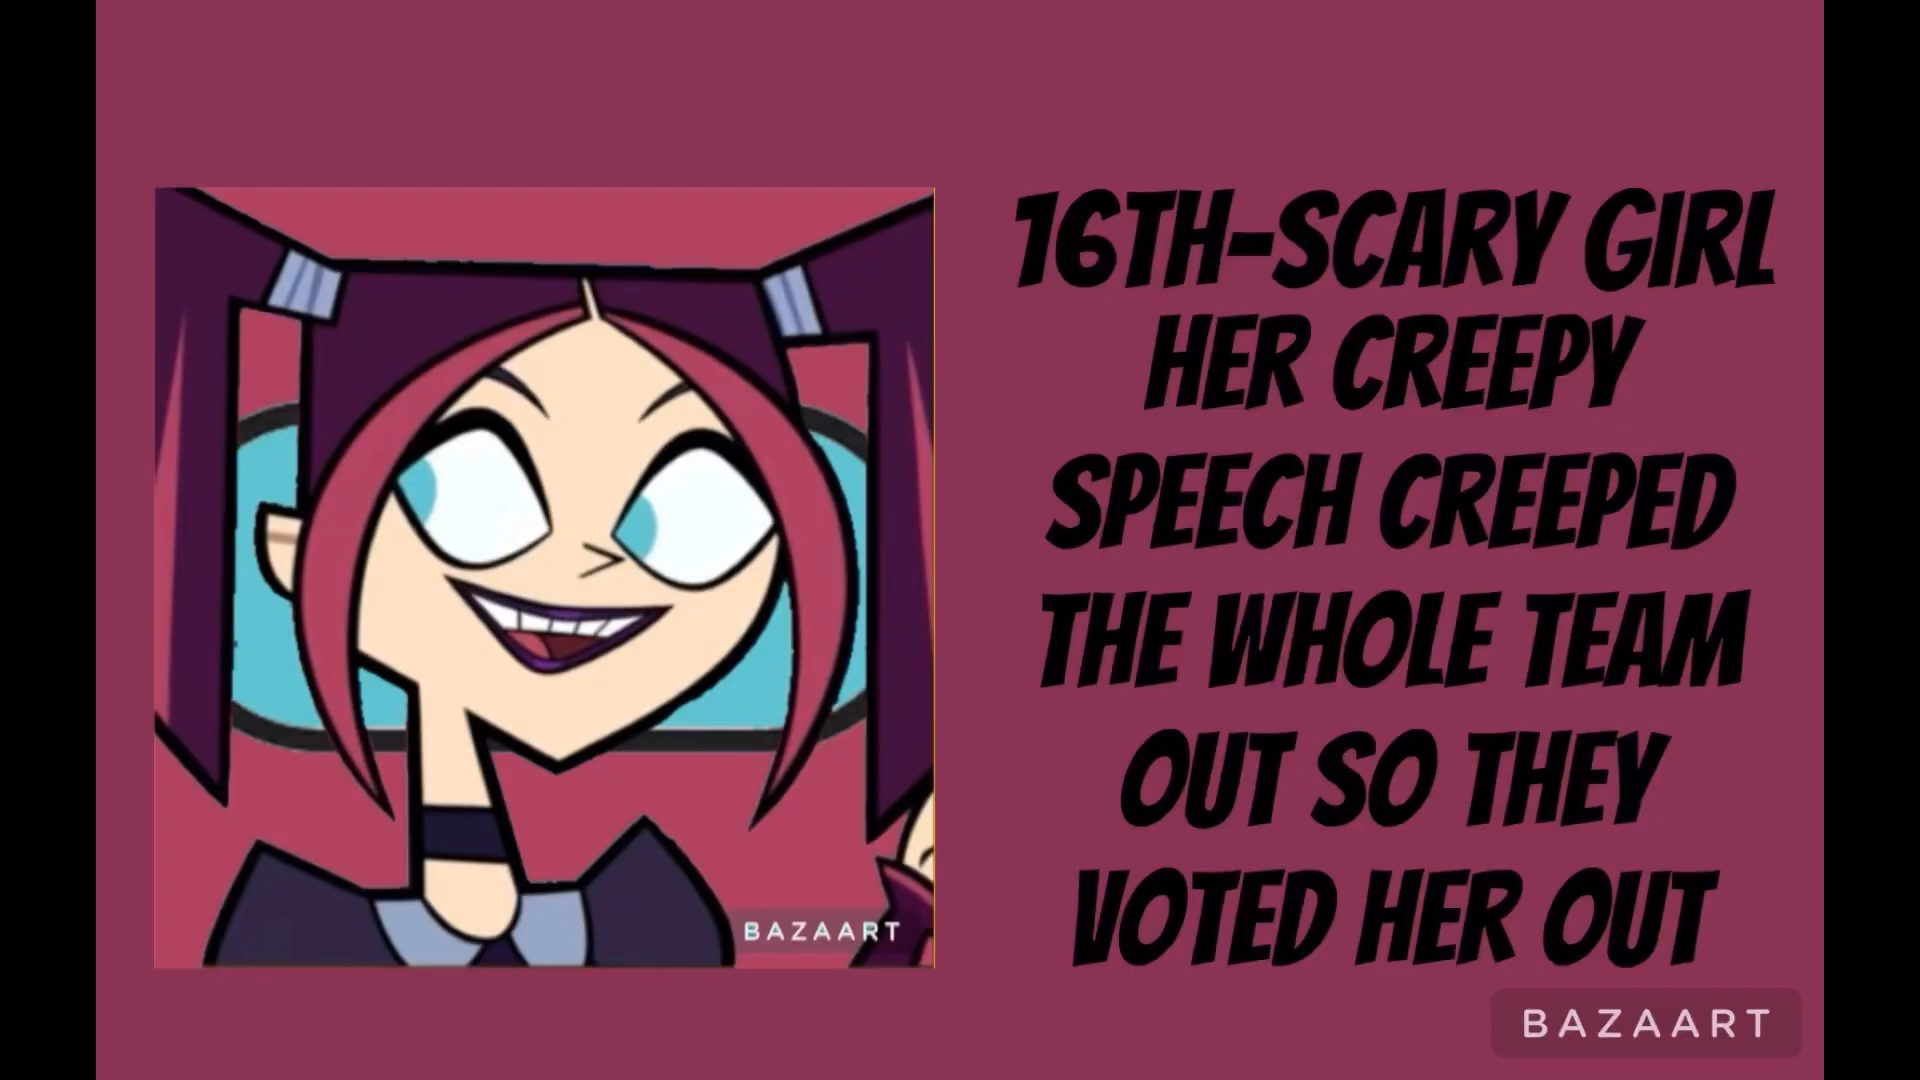 16TH-SCARY GIRL
HER CREEPY
SPEECH CREEPED
THE WHOLE TEAM
OUT SO THEY
VOTED HER OUT
BAZAART
BAZAART